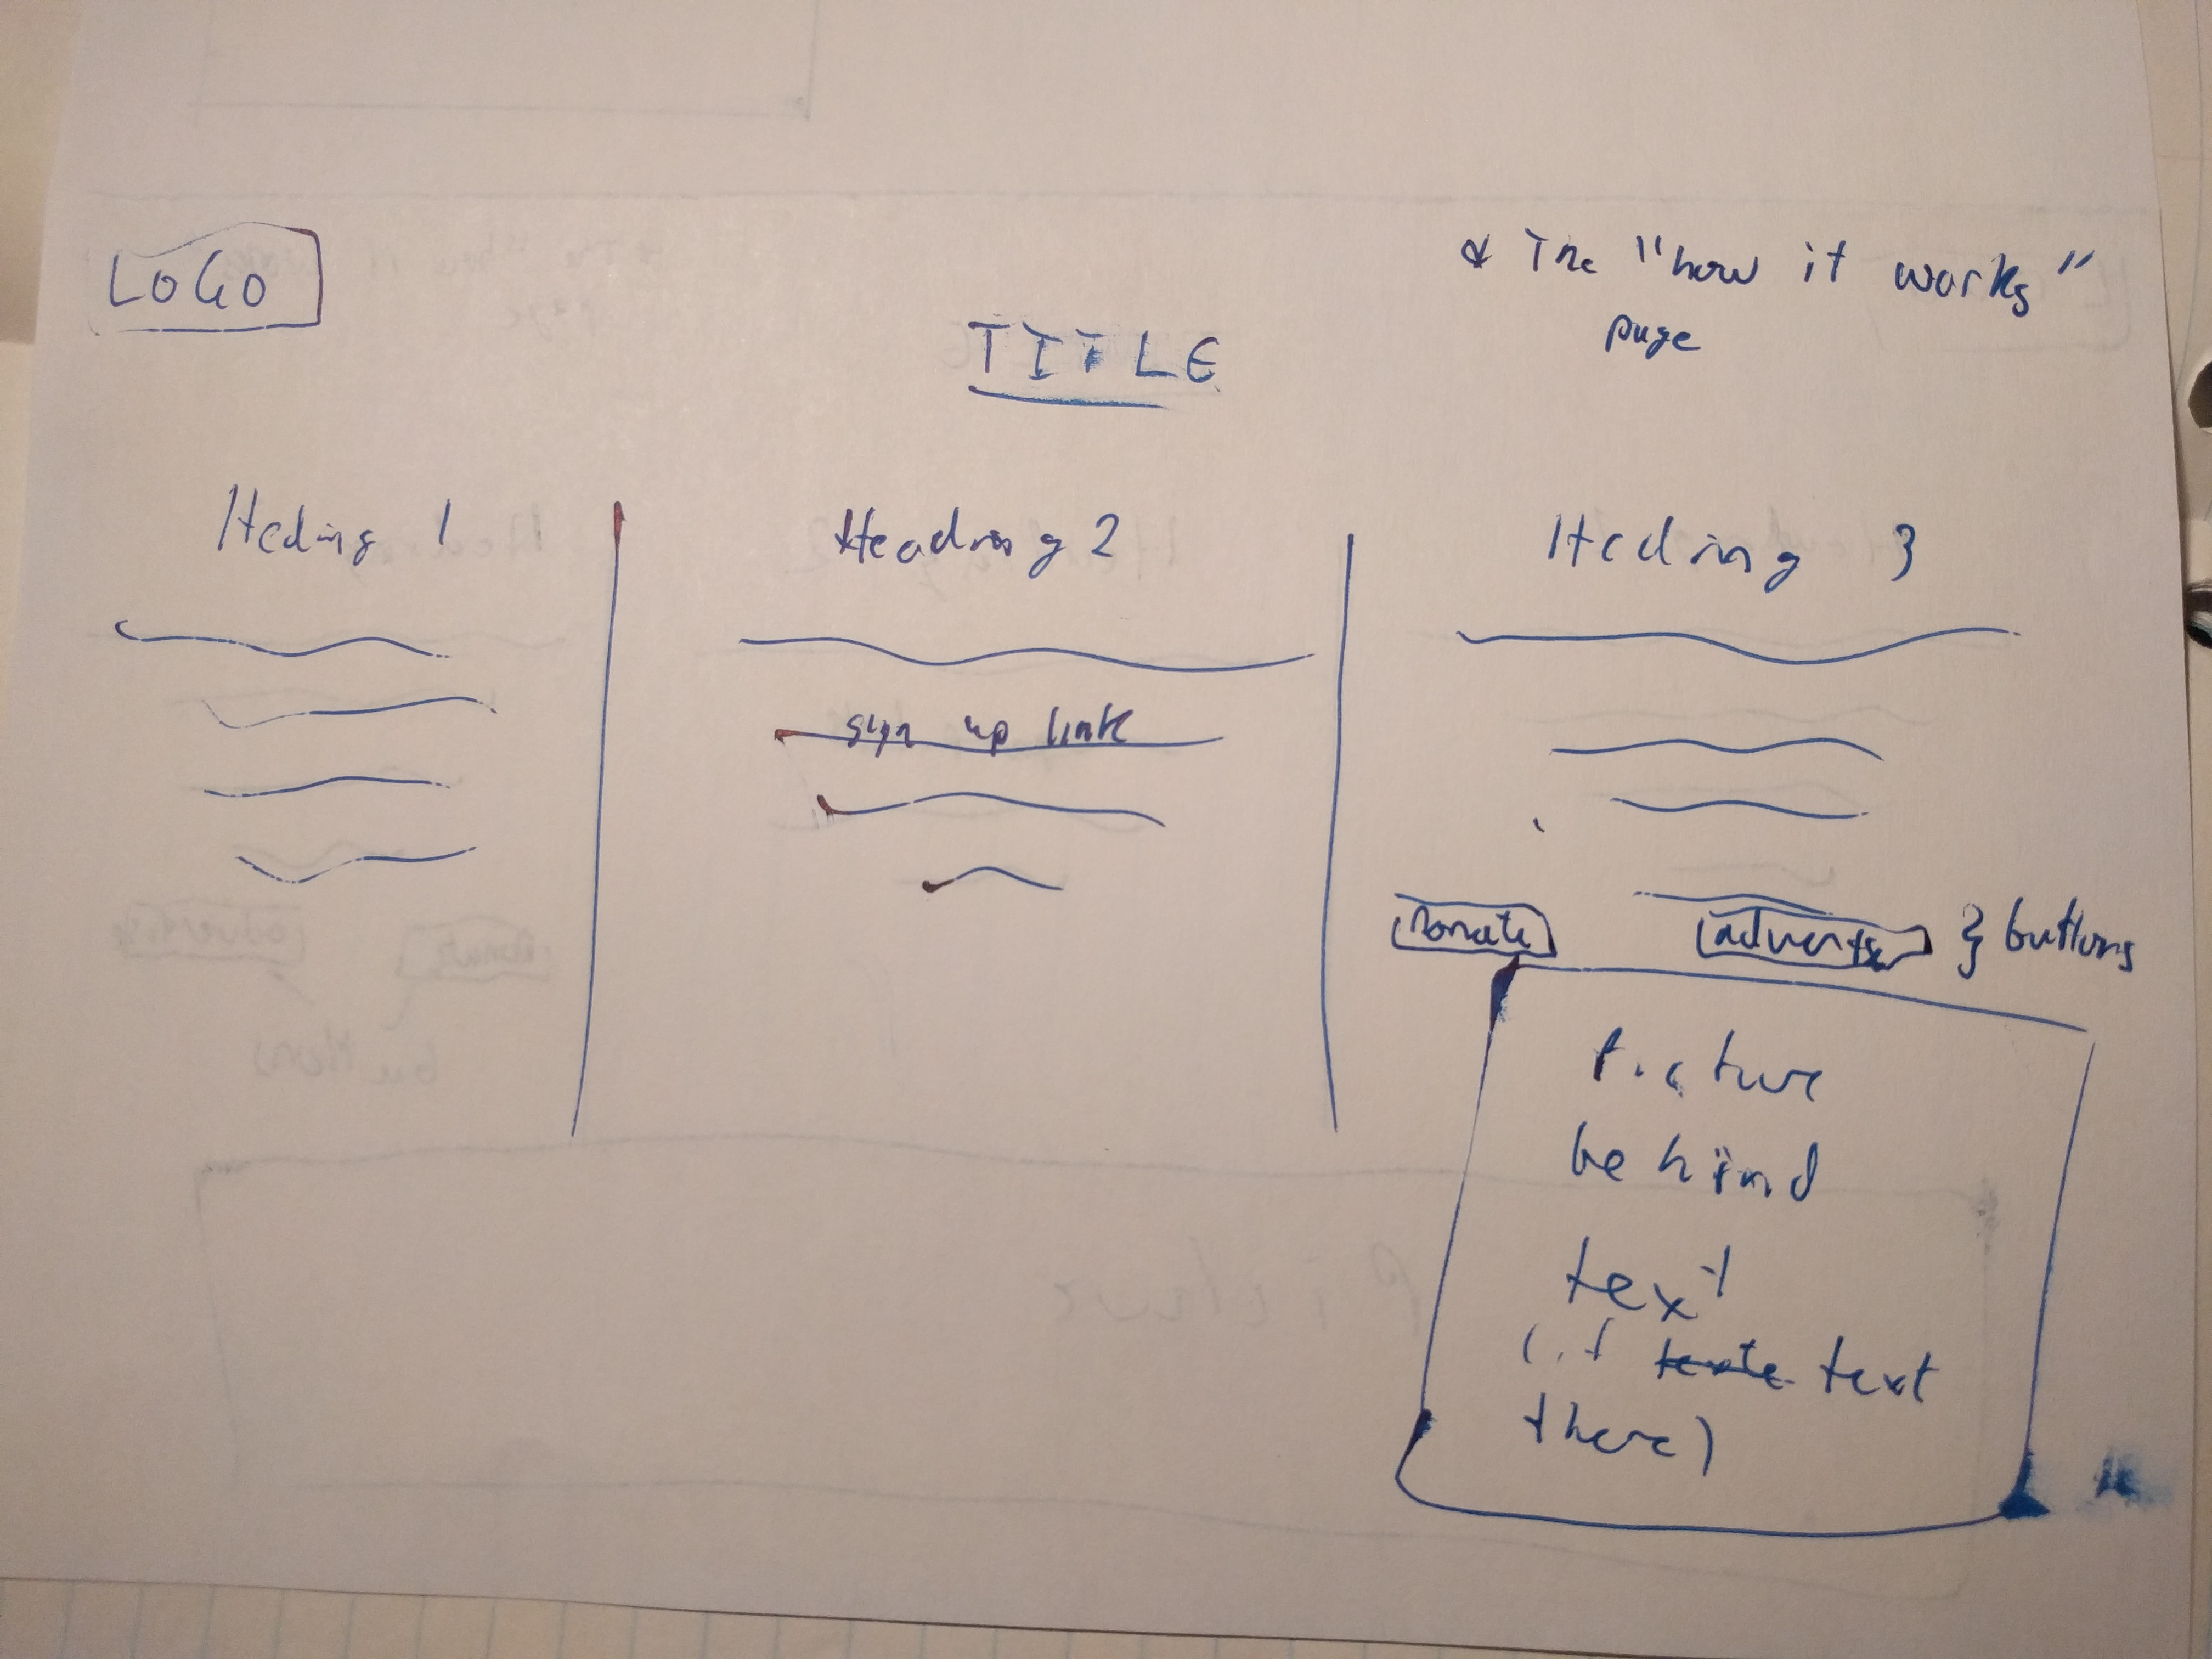 LOGO
* The "how it works"
page
TITLE
Heding 1
Heading 2
Heding 3
sign up link
Donate
advertise
} buttons
Picture
behind
text
(if text
there)